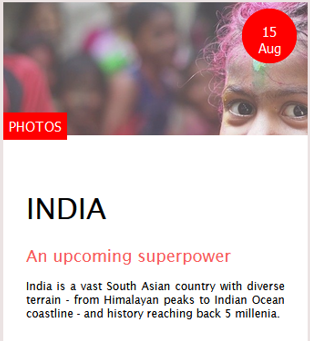 15
Aug
PHOTOS
INDIA
An upcoming superpower
India is a vast South Asian country with diverse
terrain - from Himalayan peaks to Indian Ocean
coastline - and history reaching back 5 millenia.